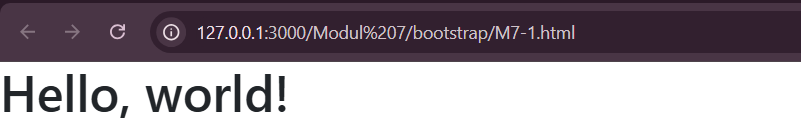 127.0.0.1:3000/Modul%207/bootstrap/M7-1.html
Hello, world!